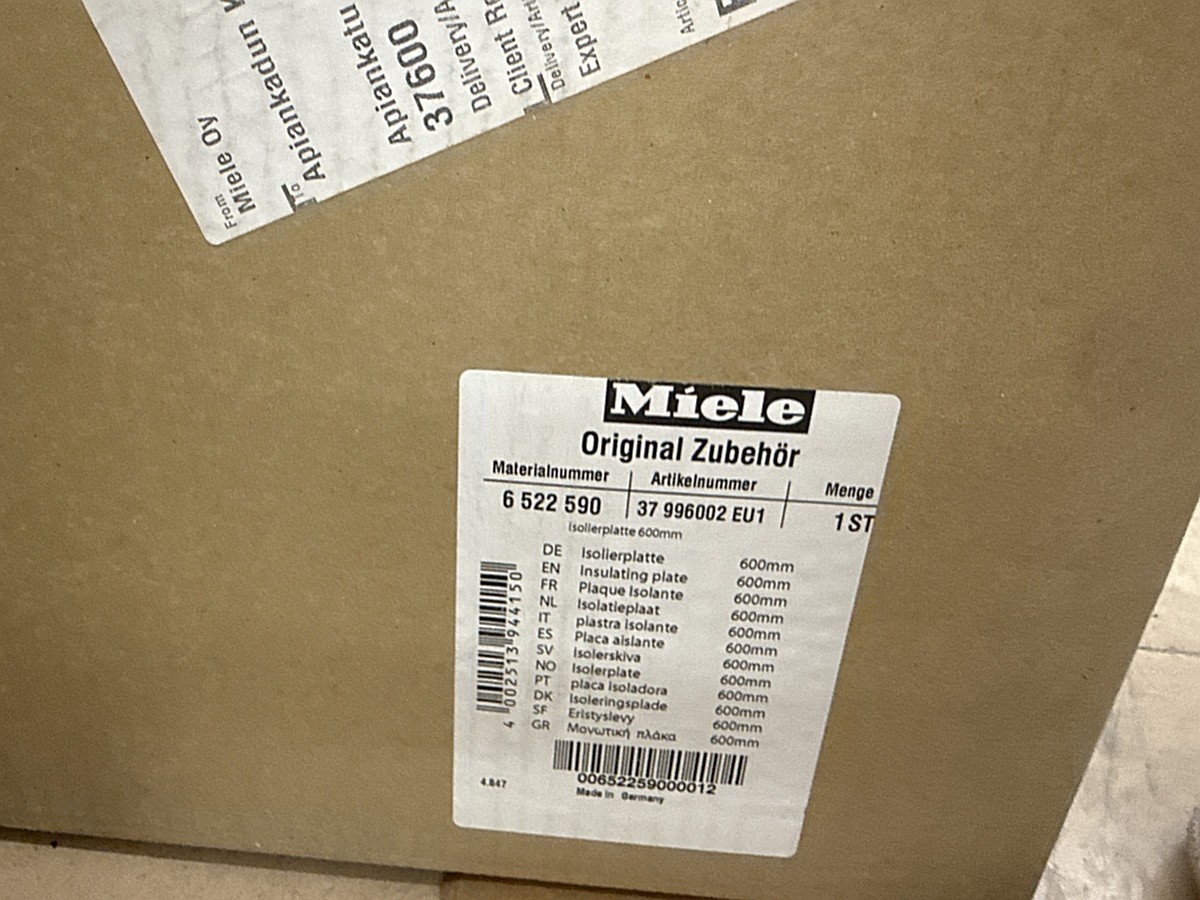 From
Miele Oy
To
Apiankadun
Apiankatu
37600
Client
Expert
Miele
Original Zubehör
Materialnummer Artikelnummer Menge
6 522 590 37 996002 EU1 1 ST
Isolierplatte 600mm
DE Isolierplatte 600mm
EN Insulating plate 600mm
FR Plaque Isolante 600mm
NL Isolatieplaat 600mm
IT piastra isolante 600mm
ES Placa aislante 600mm
SV Isolerskiva 600mm
NO Isolerplate 600mm
PT placa isoladora 600mm
DK Isoleringsplade 600mm
SF Eristyslevy 600mm
GR Μονωτική πλάκα 600mm
4 002513 944150
00652259000012
4.847
Made in Germany